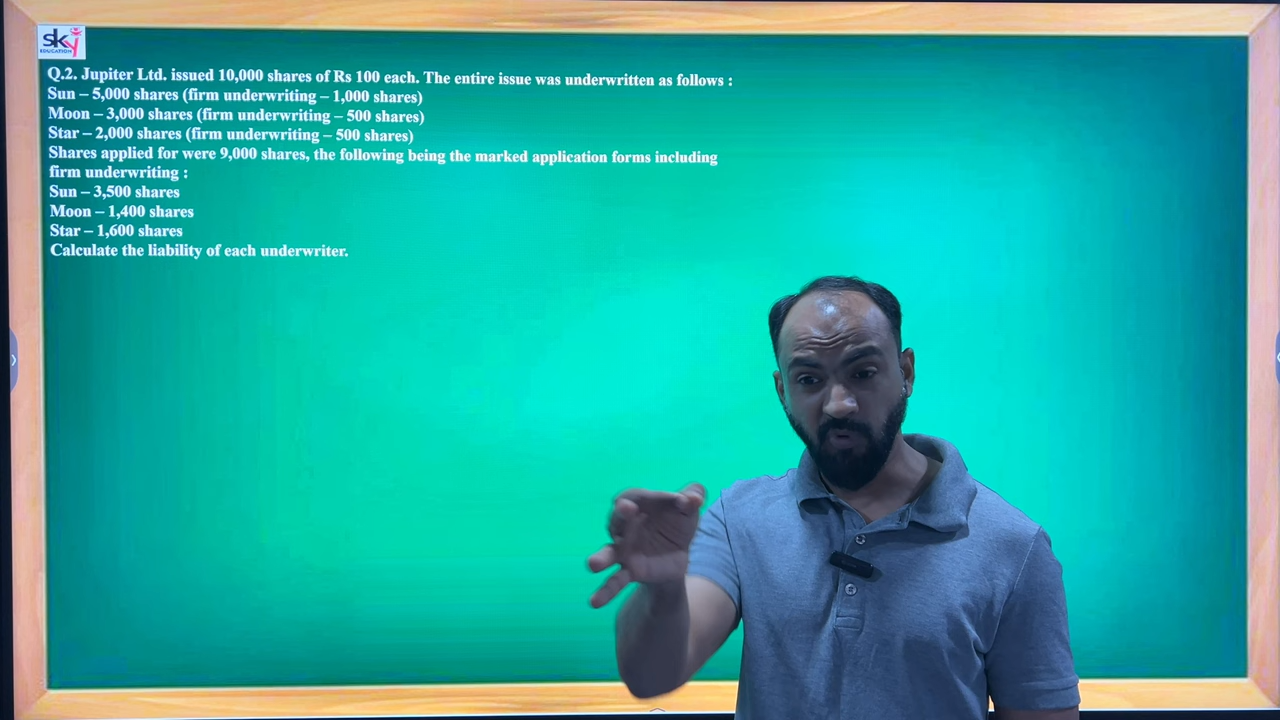 sky
EDUCATION
Q.2. Jupiter Ltd. issued 10,000 shares of Rs 100 each. The entire issue was underwritten as follows :
Sun – 5,000 shares (firm underwriting – 1,000 shares)
Moon – 3,000 shares (firm underwriting – 500 shares)
Star – 2,000 shares (firm underwriting – 500 shares)
Shares applied for were 9,000 shares, the following being the marked application forms including
firm underwriting :
Sun – 3,500 shares
Moon – 1,400 shares
Star – 1,600 shares
Calculate the liability of each underwriter.